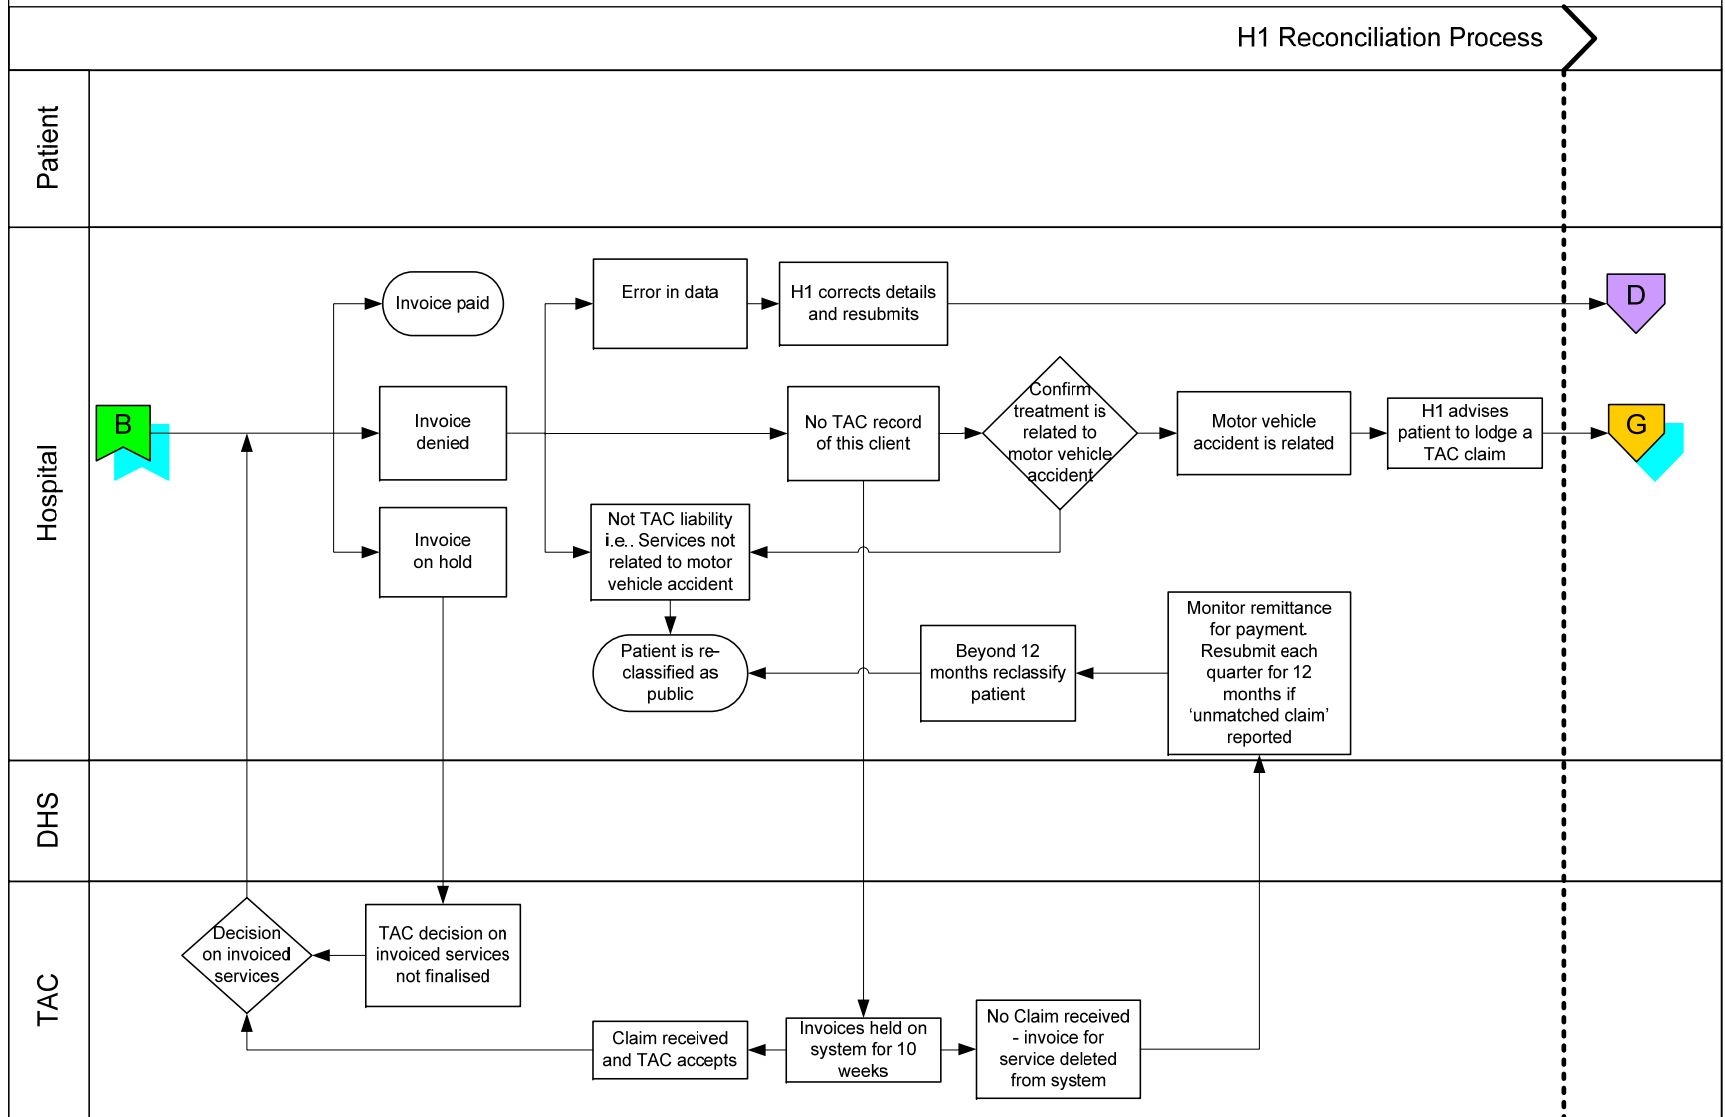 H1 Reconciliation Process
Patient
Hospital
DHS
TAC
B
Invoice paid
Invoice
denied
Invoice
on hold
Error in data
H1 corrects details
and resubmits
D
No TAC record
of this client
Confirm
treatment is
related to
motor vehicle
accident
Motor vehicle
accident is related
H1 advises
patient to lodge a
TAC claim
G
Not TAC liability
i.e.. Services not
related to motor
vehicle accident
Patient is re-
classified as
public
Beyond 12
months reclassify
patient
Monitor remittance
for payment.
Resubmit each
quarter for 12
months if
‘unmatched claim’
reported
Decision
on invoiced
services
TAC decision on
invoiced services
not finalised
Claim received
and TAC accepts
Invoices held on
system for 10
weeks
No Claim received
- invoice for
service deleted
from system